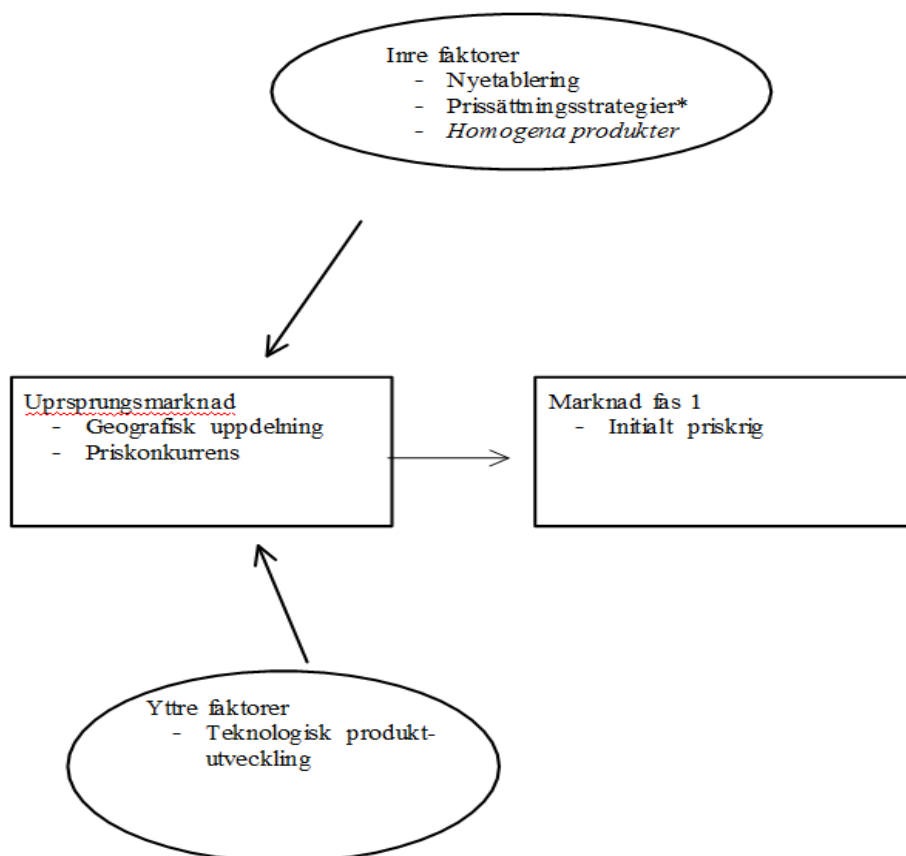 Inre faktorer
- Nyetablering
- Prissättningsstrategier*
- Homogena produkter
Uprsprungsmarknad
- Geografisk uppdelning
- Priskonkurrens
Marknad fas 1
- Initialt priskrig
Yttre faktorer
- Teknologisk produkt-
utveckling